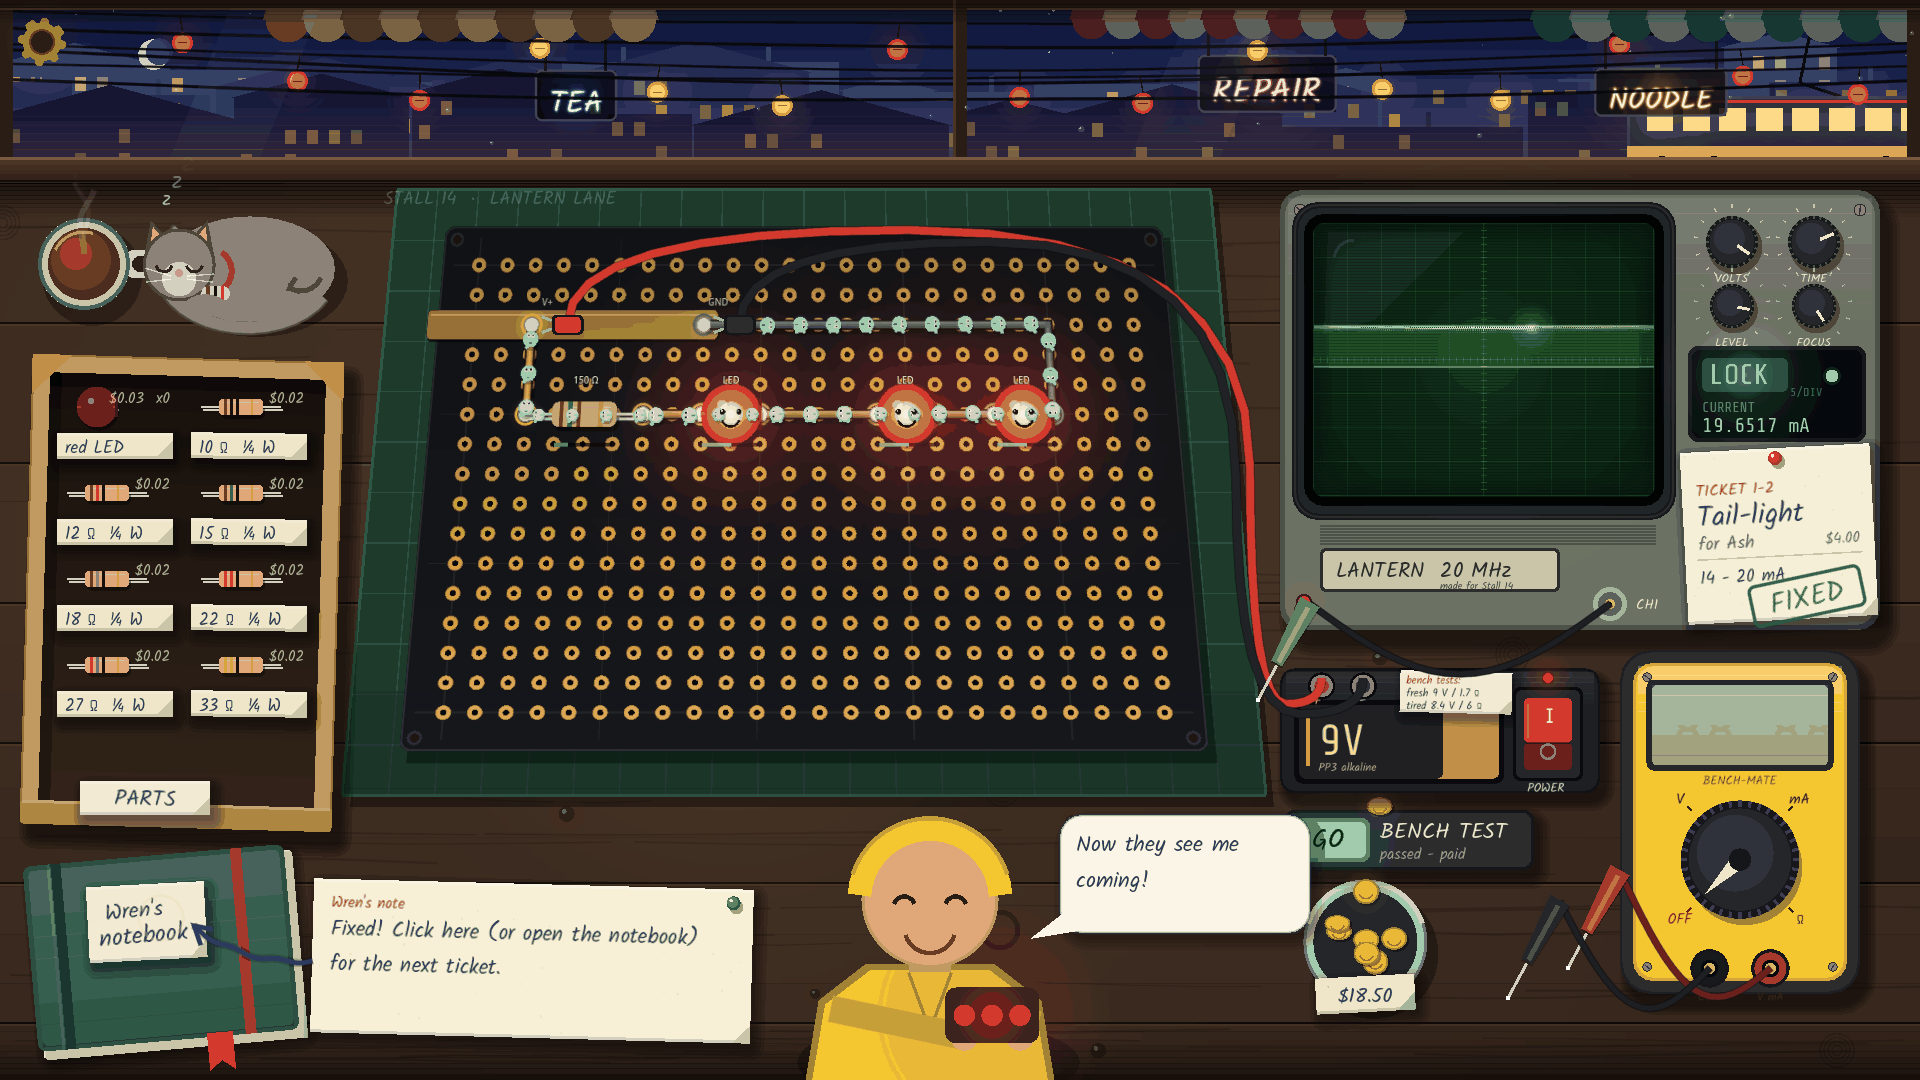 TEA
REPAIR
NOODLE
STALL 14 · LANTERN LANE
z
z
V+
GND
150 Ω
LED
LED
LED
$0.03 x0
$0.02
red LED
10 Ω ¼ W
$0.02
$0.02
12 Ω ¼ W
15 Ω ¼ W
$0.02
$0.02
18 Ω ¼ W
22 Ω ¼ W
$0.02
$0.02
27 Ω ¼ W
33 Ω ¼ W
PARTS
VOLTS
TIME
LEVEL
FOCUS
LOCK
S/DIV
CURRENT
19.6517 mA
LANTERN 20 MHz
made for Stall 14
CH1
TICKET 1-2
Tail-light
for Ash
$4.00
14 - 20 mA
FIXED
bench tests:
fresh 9 V / 1.7 Ω
tired 8.4 V / 6 Ω
9V
PP3 alkaline
I
POWER
BENCH-MATE
V
mA
OFF
Ω
GO
BENCH TEST
passed - paid
$18.50
Now they see me
coming!
Wren's
notebook
Wren's note
Fixed! Click here (or open the notebook)
for the next ticket.